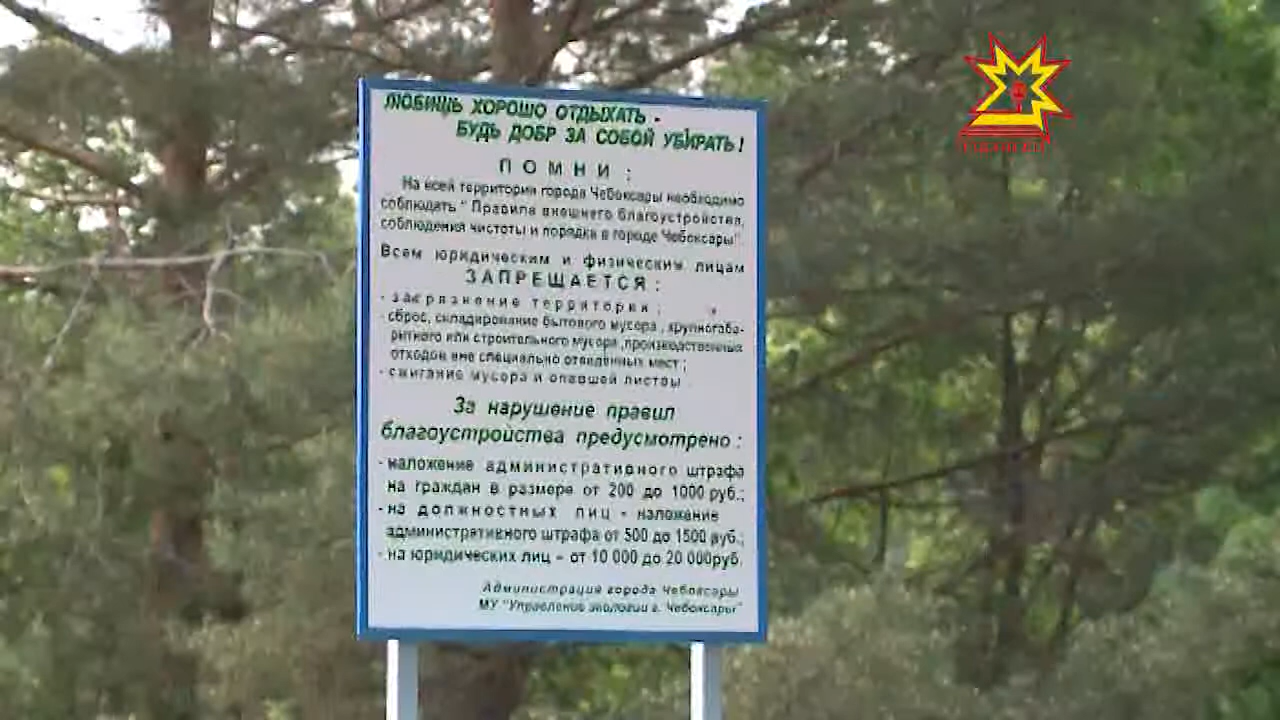 ЛЮБИШЬ ХОРОШО ОТДЫХАТЬ -
БУДЬ ДОБР ЗА СОБОЙ УБИРАТЬ !
ПОМНИ :
На всей территории города Чебоксары необходимо
соблюдать " Правила внешнего благоустройства,
соблюдения чистоты и порядка в городе Чебоксары".
Всем юридическим и физическим лицам
ЗАПРЕЩАЕТСЯ :
- загрязнение территории ;
- сброс, складирование бытового мусора , крупногаба-
ритного или строительного мусора ,производственных
отходов вне специально отведённых мест ;
- сжигание мусора и опавшей листвы
За нарушение правил
благоустройства предусмотрено :
- наложение административного штрафа
на граждан в размере от 200 до 1000 руб.;
- на должностных лиц - наложение
административного штрафа от 500 до 1500 руб.;
- на юридических лиц - от 10 000 до 20 000руб.
Администрация города Чебоксары
МУ "Управление экологии г. Чебоксары"